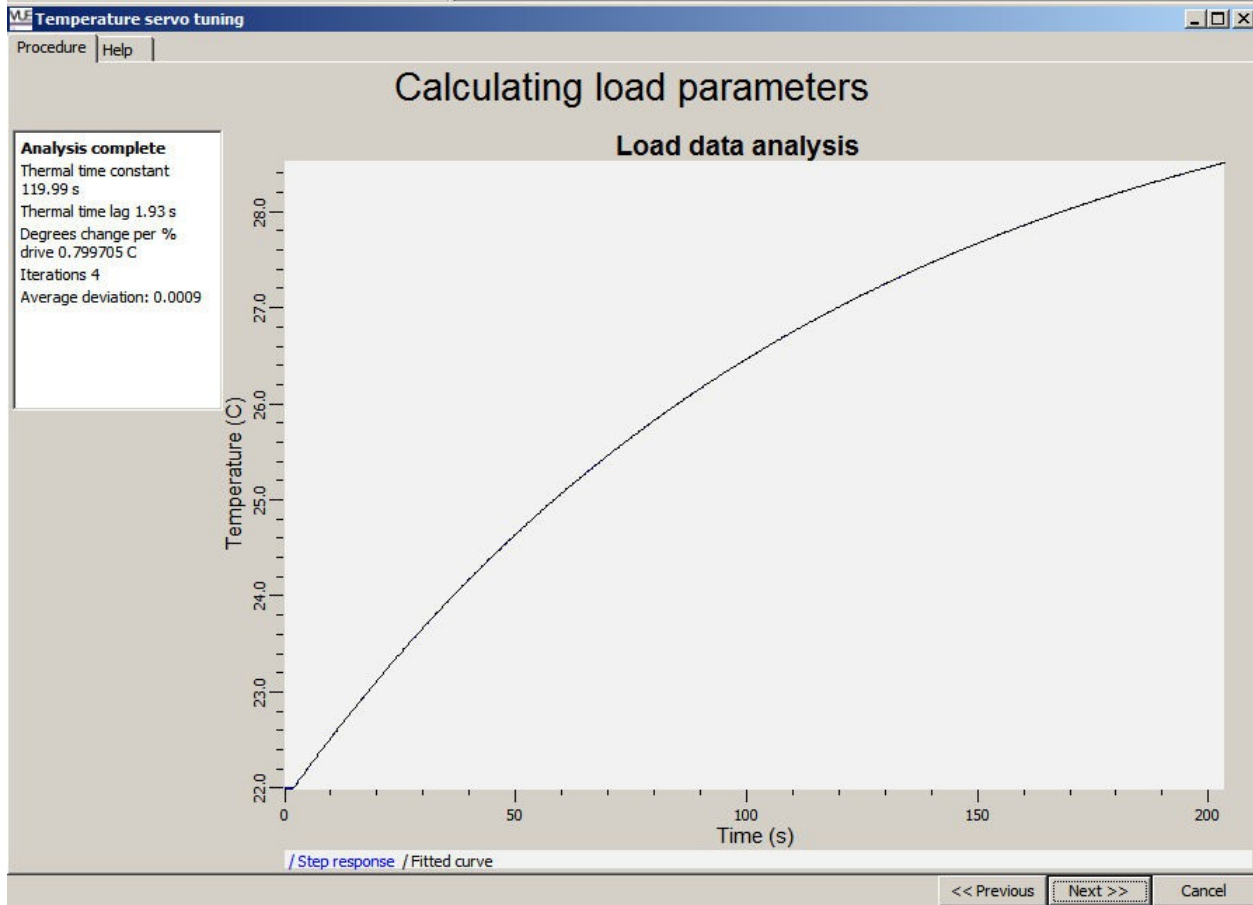 VUE Temperature servo tuning
Procedure Help
Calculating load parameters
Analysis complete
Thermal time constant
119.99 s
Thermal time lag 1.93 s
Degrees change per %
drive 0.799705 C
Iterations 4
Average deviation: 0.0009
Load data analysis
Temperature (C)
28.0
27.0
26.0
25.0
24.0
23.0
22.0
0 50 100 150 200
Time (s)
/ Step response / Fitted curve
<< Previous Next >> Cancel